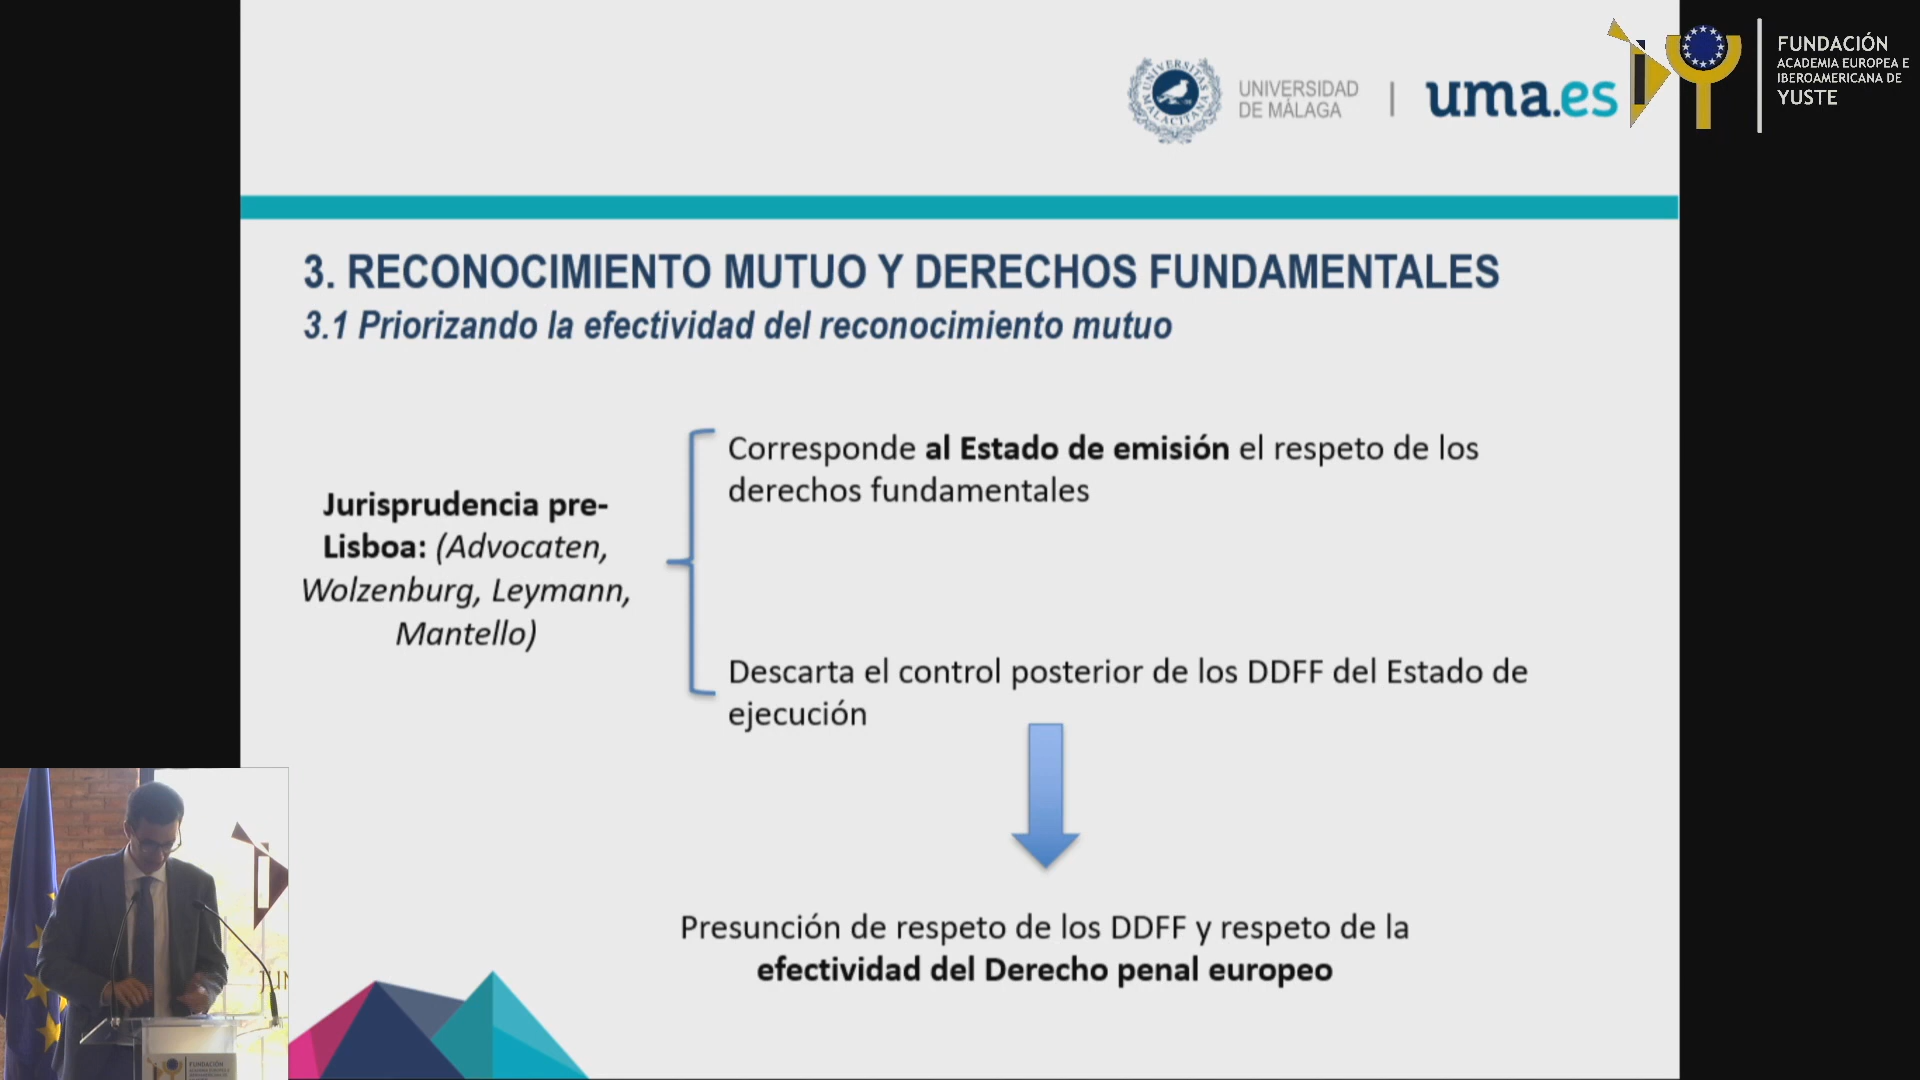 UNIVERSITAS MALACITANA
UNIVERSIDAD
DE MÁLAGA
uma.es
FUNDACIÓN
ACADEMIA EUROPEA E
IBEROAMERICANA DE
YUSTE
3. RECONOCIMIENTO MUTUO Y DERECHOS FUNDAMENTALES
3.1 Priorizando la efectividad del reconocimiento mutuo
Jurisprudencia pre-
Lisboa: (Advocaten,
Wolzenburg, Leymann,
Mantello)
Corresponde al Estado de emisión el respeto de los
derechos fundamentales
Descarta el control posterior de los DDFF del Estado de
ejecución
Presunción de respeto de los DDFF y respeto de la
efectividad del Derecho penal europeo
FUNDACIÓN